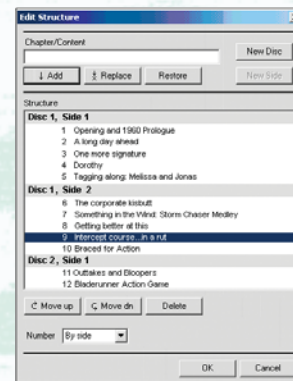 Edit Structure
Chapter/Content
New Disc
↓ Add
Replace
Restore
New Side
Structure
Disc 1, Side 1
1 Opening and 1960 Prologue
2 A long day ahead
3 One more signature
4 Dorothy
5 Tagging along: Melissa and Jonas
Disc 1, Side 2
6 The corporate kisbutt
7 Something in the Wind: Storm Chaser Medley
8 Getting better at this
9 Intercept course...in a rut
10 Braced for Action
Disc 2, Side 1
11 Outtakes and Bloopers
12 Bladerunner Action Game
Move up
Move dn
Delete
Number
By side
OK
Cancel